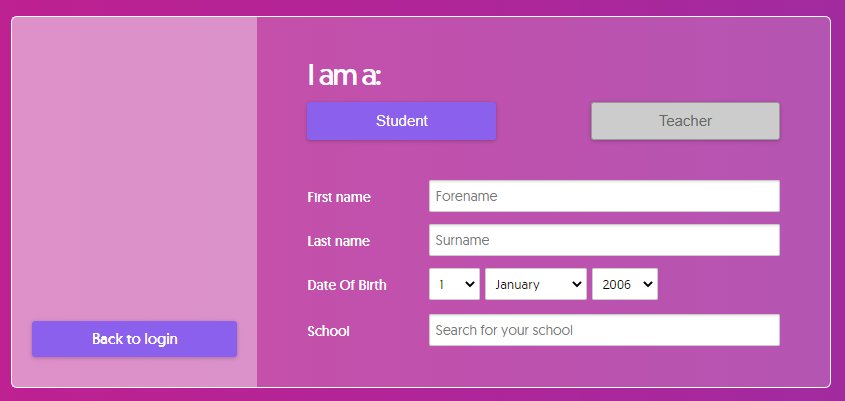 I am a:
Student Teacher
First name Forename
Last name Surname
Date Of Birth 1 January 2006
School Search for your school
Back to login